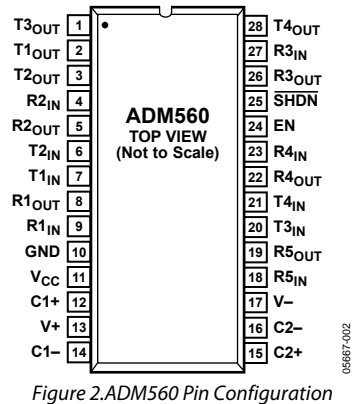 T3OUT 1
T1OUT 2
T2OUT 3
R2IN 4
R2OUT 5
T2IN 6
T1IN 7
R1OUT 8
R1IN 9
GND 10
VCC 11
C1+ 12
V+ 13
C1– 14
ADM560
TOP VIEW
(Not to Scale)
28 T4OUT
27 R3IN
26 R3OUT
25 SHDN
24 EN
23 R4IN
22 R4OUT
21 T4IN
20 T3IN
19 R5OUT
18 R5IN
17 V–
16 C2–
15 C2+
05667-002
Figure 2.ADM560 Pin Configuration